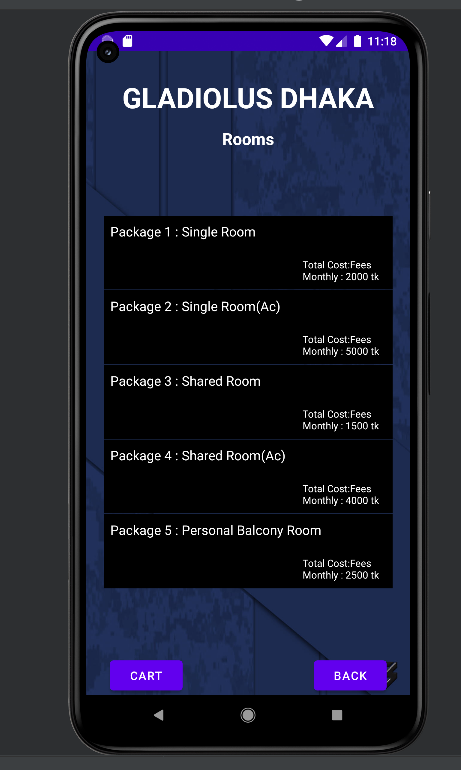 11:18
GLADIOLUS DHAKA
Rooms
Package 1 : Single Room
Total Cost:Fees
Monthly : 2000 tk
Package 2 : Single Room(Ac)
Total Cost:Fees
Monthly : 5000 tk
Package 3 : Shared Room
Total Cost:Fees
Monthly : 1500 tk
Package 4 : Shared Room(Ac)
Total Cost:Fees
Monthly : 4000 tk
Package 5 : Personal Balcony Room
Total Cost:Fees
Monthly : 2500 tk
CART
BACK